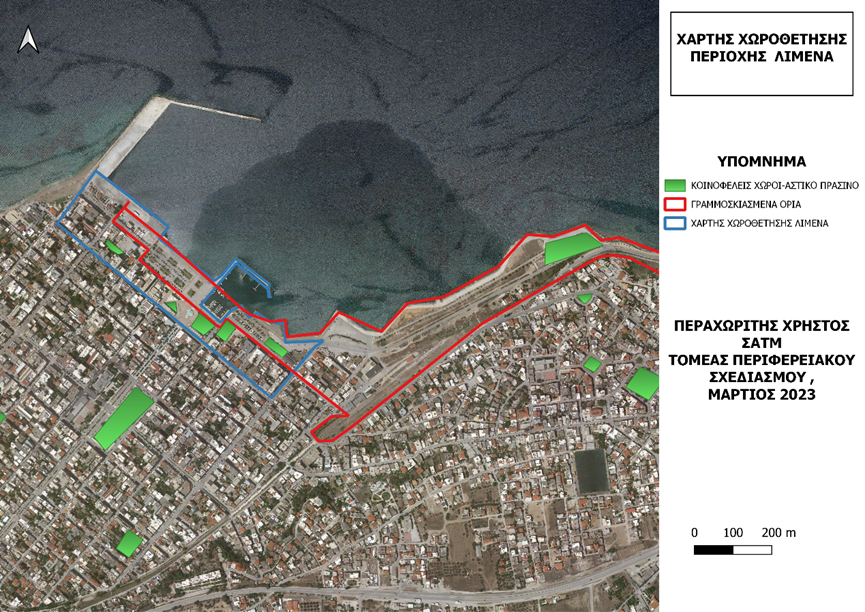 ΧΑΡΤΗΣ ΧΩΡΟΘΕΤΗΣΗΣ
ΠΕΡΙΟΧΗΣ ΛΙΜΕΝΑ
ΥΠΟΜΝΗΜΑ
ΚΟΙΝΟΦΕΛΕΙΣ ΧΩΡΟΙ-ΑΣΤΙΚΟ ΠΡΑΣΙΝΟ
ΓΡΑΜΜΟΣΚΙΑΣΜΕΝΑ ΟΡΙΑ
ΧΑΡΤΗΣ ΧΩΡΟΘΕΤΗΣΗΣ ΛΙΜΕΝΑ
ΠΕΡΑΧΩΡΙΤΗΣ ΧΡΗΣΤΟΣ
ΣΑΤΜ
ΤΟΜΕΑΣ ΠΕΡΙΦΕΡΕΙΑΚΟΥ
ΣΧΕΔΙΑΣΜΟΥ ,
ΜΑΡΤΙΟΣ 2023
0 100 200 m